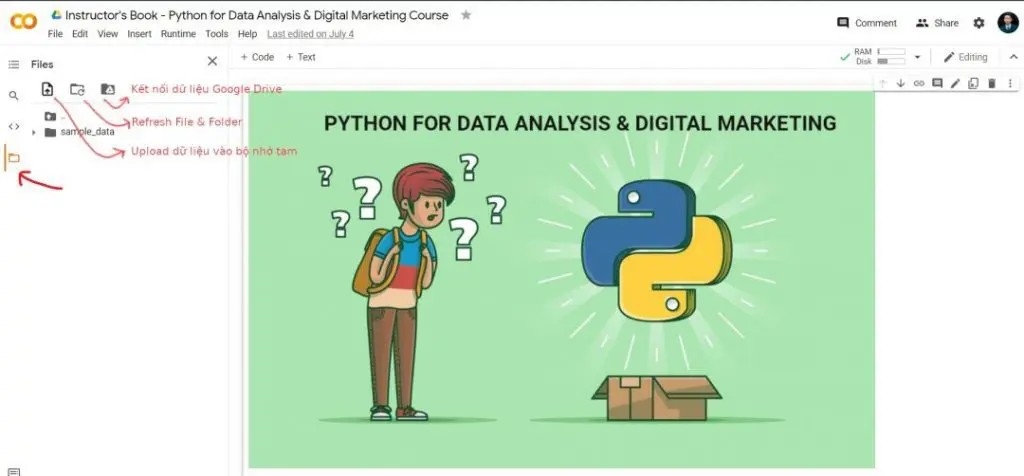 Instructor's Book - Python for Data Analysis & Digital Marketing Course
Comment
Share
File Edit View Insert Runtime Tools Help Last edited on July 4
Files
+ Code + Text
RAM
Disk
Editing
Kết nối dữ liệu Google Drive
..
Refresh File & Folder
sample_data
Upload dữ liệu vào bộ nhớ tạm
PYTHON FOR DATA ANALYSIS & DIGITAL MARKETING
? ? ? ? ? ?